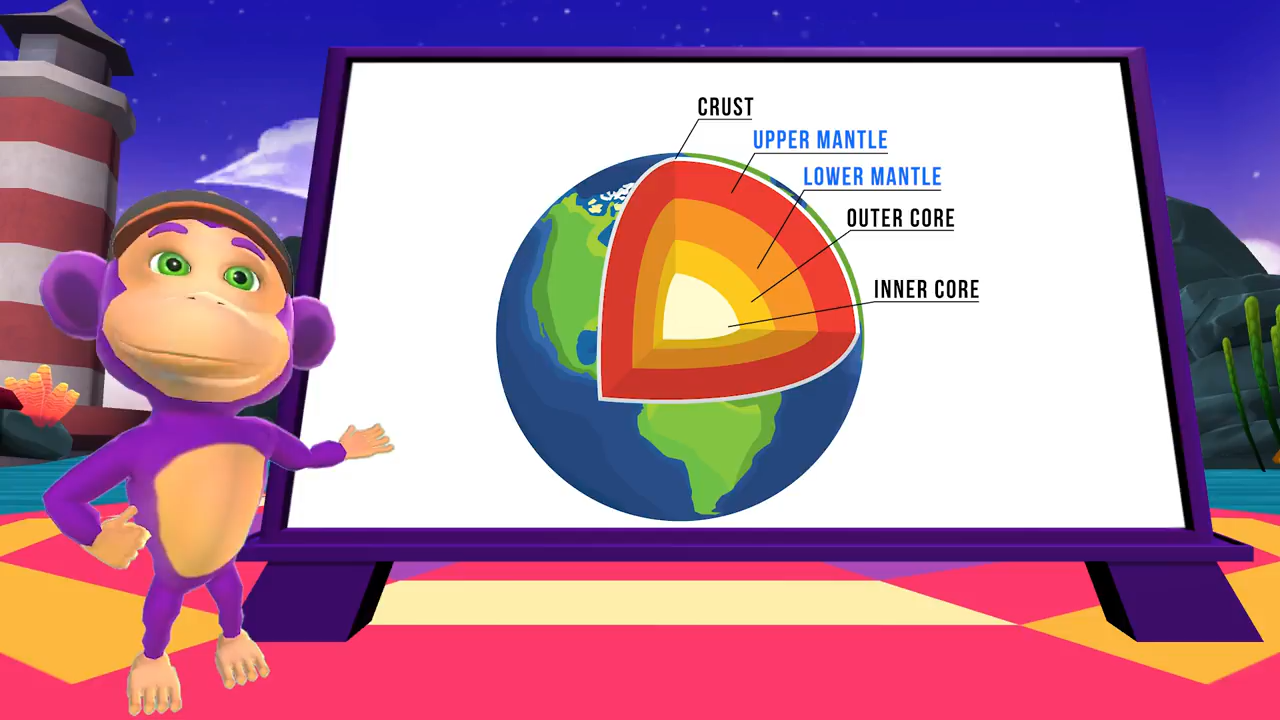 CRUST
UPPER MANTLE
LOWER MANTLE
OUTER CORE
INNER CORE